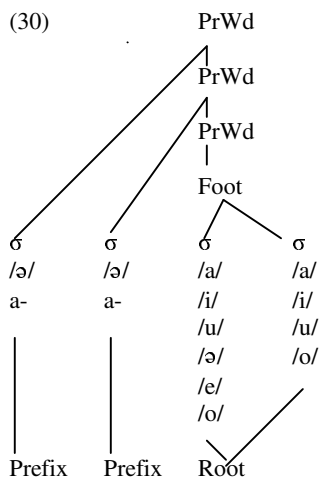 (30) PrWd
PrWd
PrWd
Foot
σ σ σ σ
/ə/ /ə/ /a/ /a/
a- a- /i/ /i/
/u/ /u/
/ə/ /o/
/e/
/o/
Prefix Prefix Root